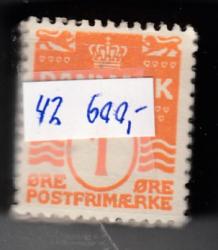 DANMARK
42 600,-
1
ØRE ØRE
POSTFRIMÆRKE